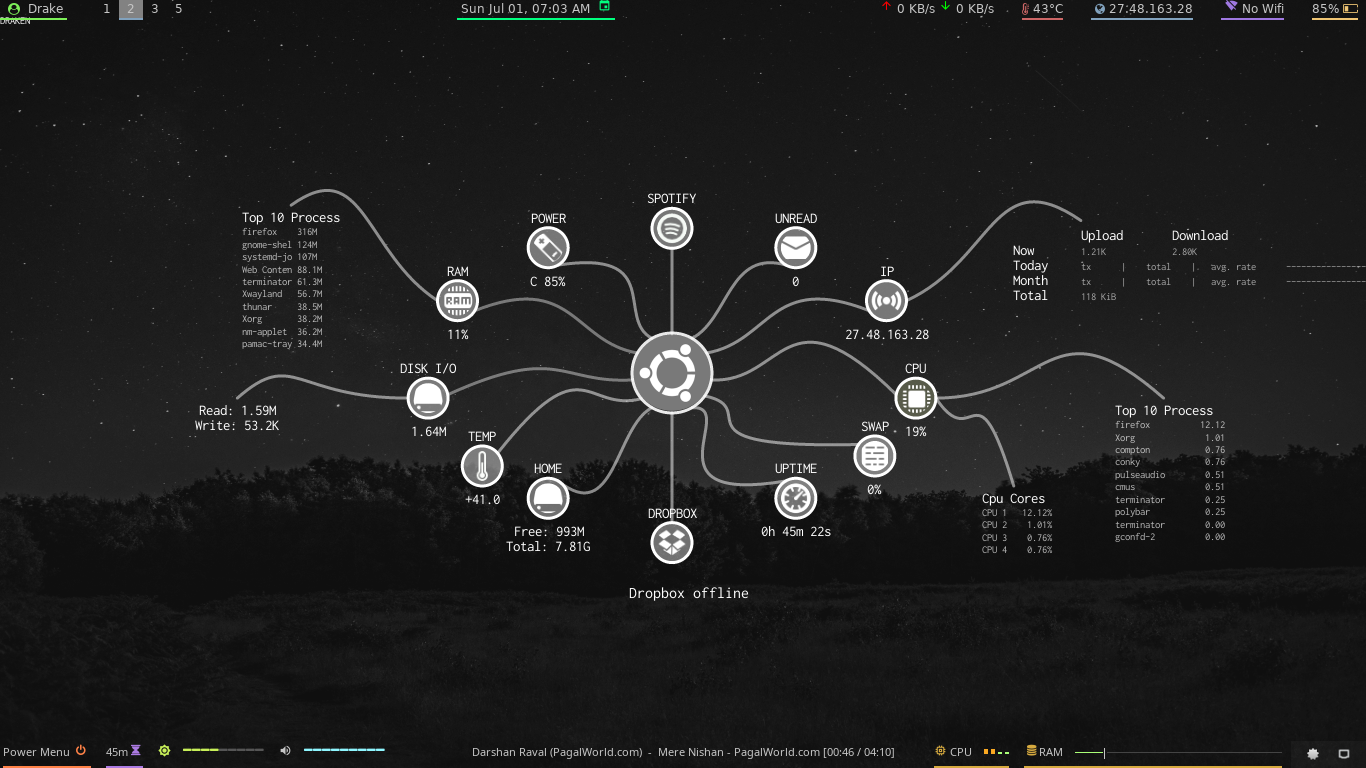 Drake 1 2 3 5 Sun Jul 01, 07:03 AM 0 KB/s 0 KB/s 43°C 27:48.163.28 No Wifi 85%
DRAKEN
SPOTIFY
POWER
C 85%
UNREAD
0
RAM
11%
IP
27.48.163.28
Top 10 Process
firefox 316M
gnome-shel 124M
systemd-jo 107M
Web Conten 88.1M
terminator 61.3M
Xwayland 56.7M
thunar 38.5M
Xorg 38.2M
nm-applet 36.2M
pamac-tray 34.4M
Upload Download
Now 1.21K 2.80K
Today tx | total | avg. rate
Month tx | total | avg. rate
Total 118 KiB
DISK I/O
1.64M
Read: 1.59M
Write: 53.2K
CPU
19%
TEMP
+41.0
SWAP
0%
HOME
Free: 993M
Total: 7.81G
UPTIME
0h 45m 22s
DROPBOX
Dropbox offline
Cpu Cores
CPU 1 12.12%
CPU 2 1.01%
CPU 3 0.76%
CPU 4 0.76%
Top 10 Process
firefox 12.12
Xorg 1.01
compton 0.76
conky 0.76
pulseaudio 0.51
cmus 0.51
terminator 0.25
polybar 0.25
terminator 0.00
gconfd-2 0.00
Power Menu 45m Darshan Raval (PagalWorld.com) - Mere Nishan - PagalWorld.com [00:46 / 04:10] CPU RAM